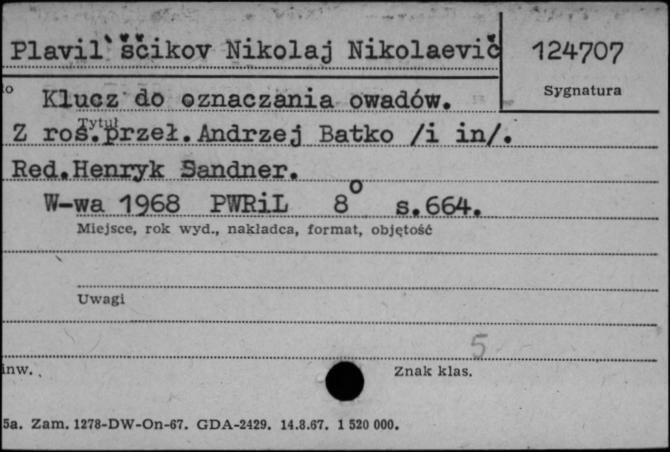 Plavil'ščikov Nikolaj Nikolaevič
124707
Sygnatura
Klucz do oznaczania owadów.
Tytuł
Z ros.przeł.Andrzej Batko /i in/.
Red.Henryk Sandner.
W-wa 1968 PWRiL 8° s.664.
Miejsce, rok wyd., nakładca, format, objętość
Uwagi
5
inw.
Znak klas.
5a. Zam. 1278-DW-On-67. GDA-2429. 14.8.67. 1 520 000.